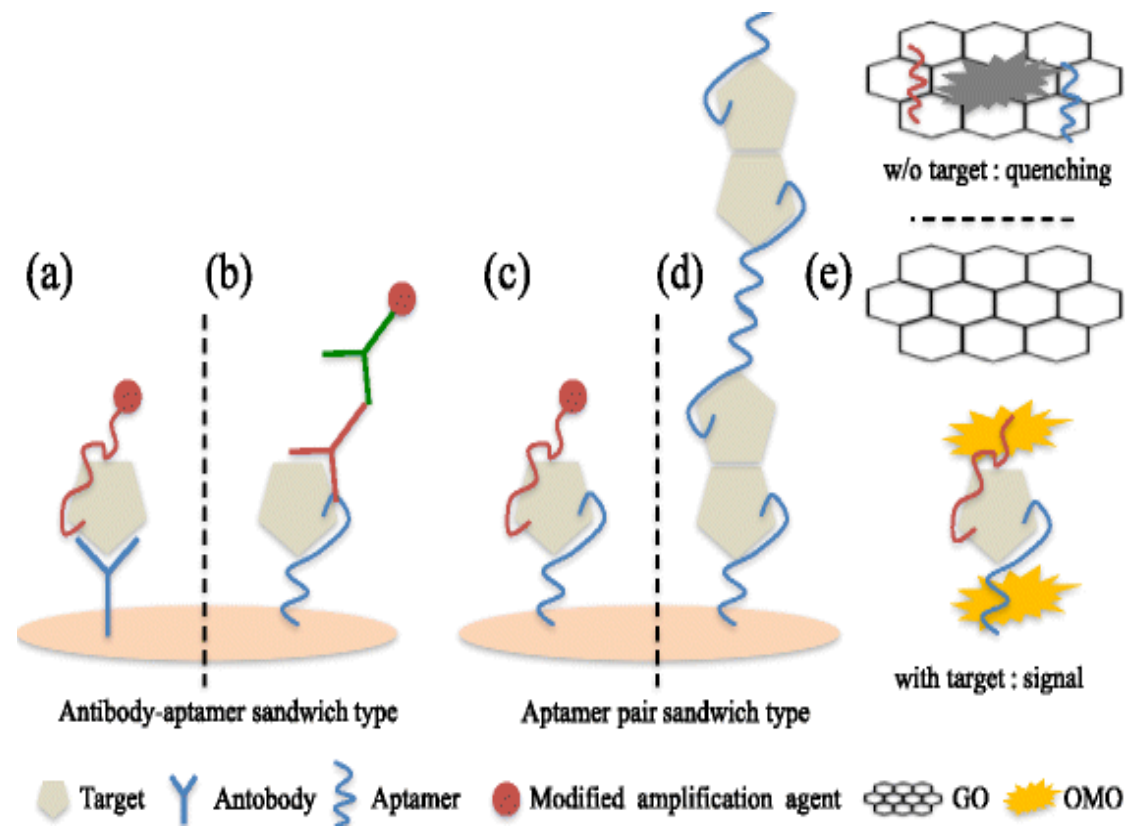 w/o target : quenching
(a)
(b)
(c)
(d)
(e)
with target : signal
Antibody-aptamer sandwich type
Aptamer pair sandwich type
Target
Antobody
Aptamer
Modified amplification agent
GO
OMO